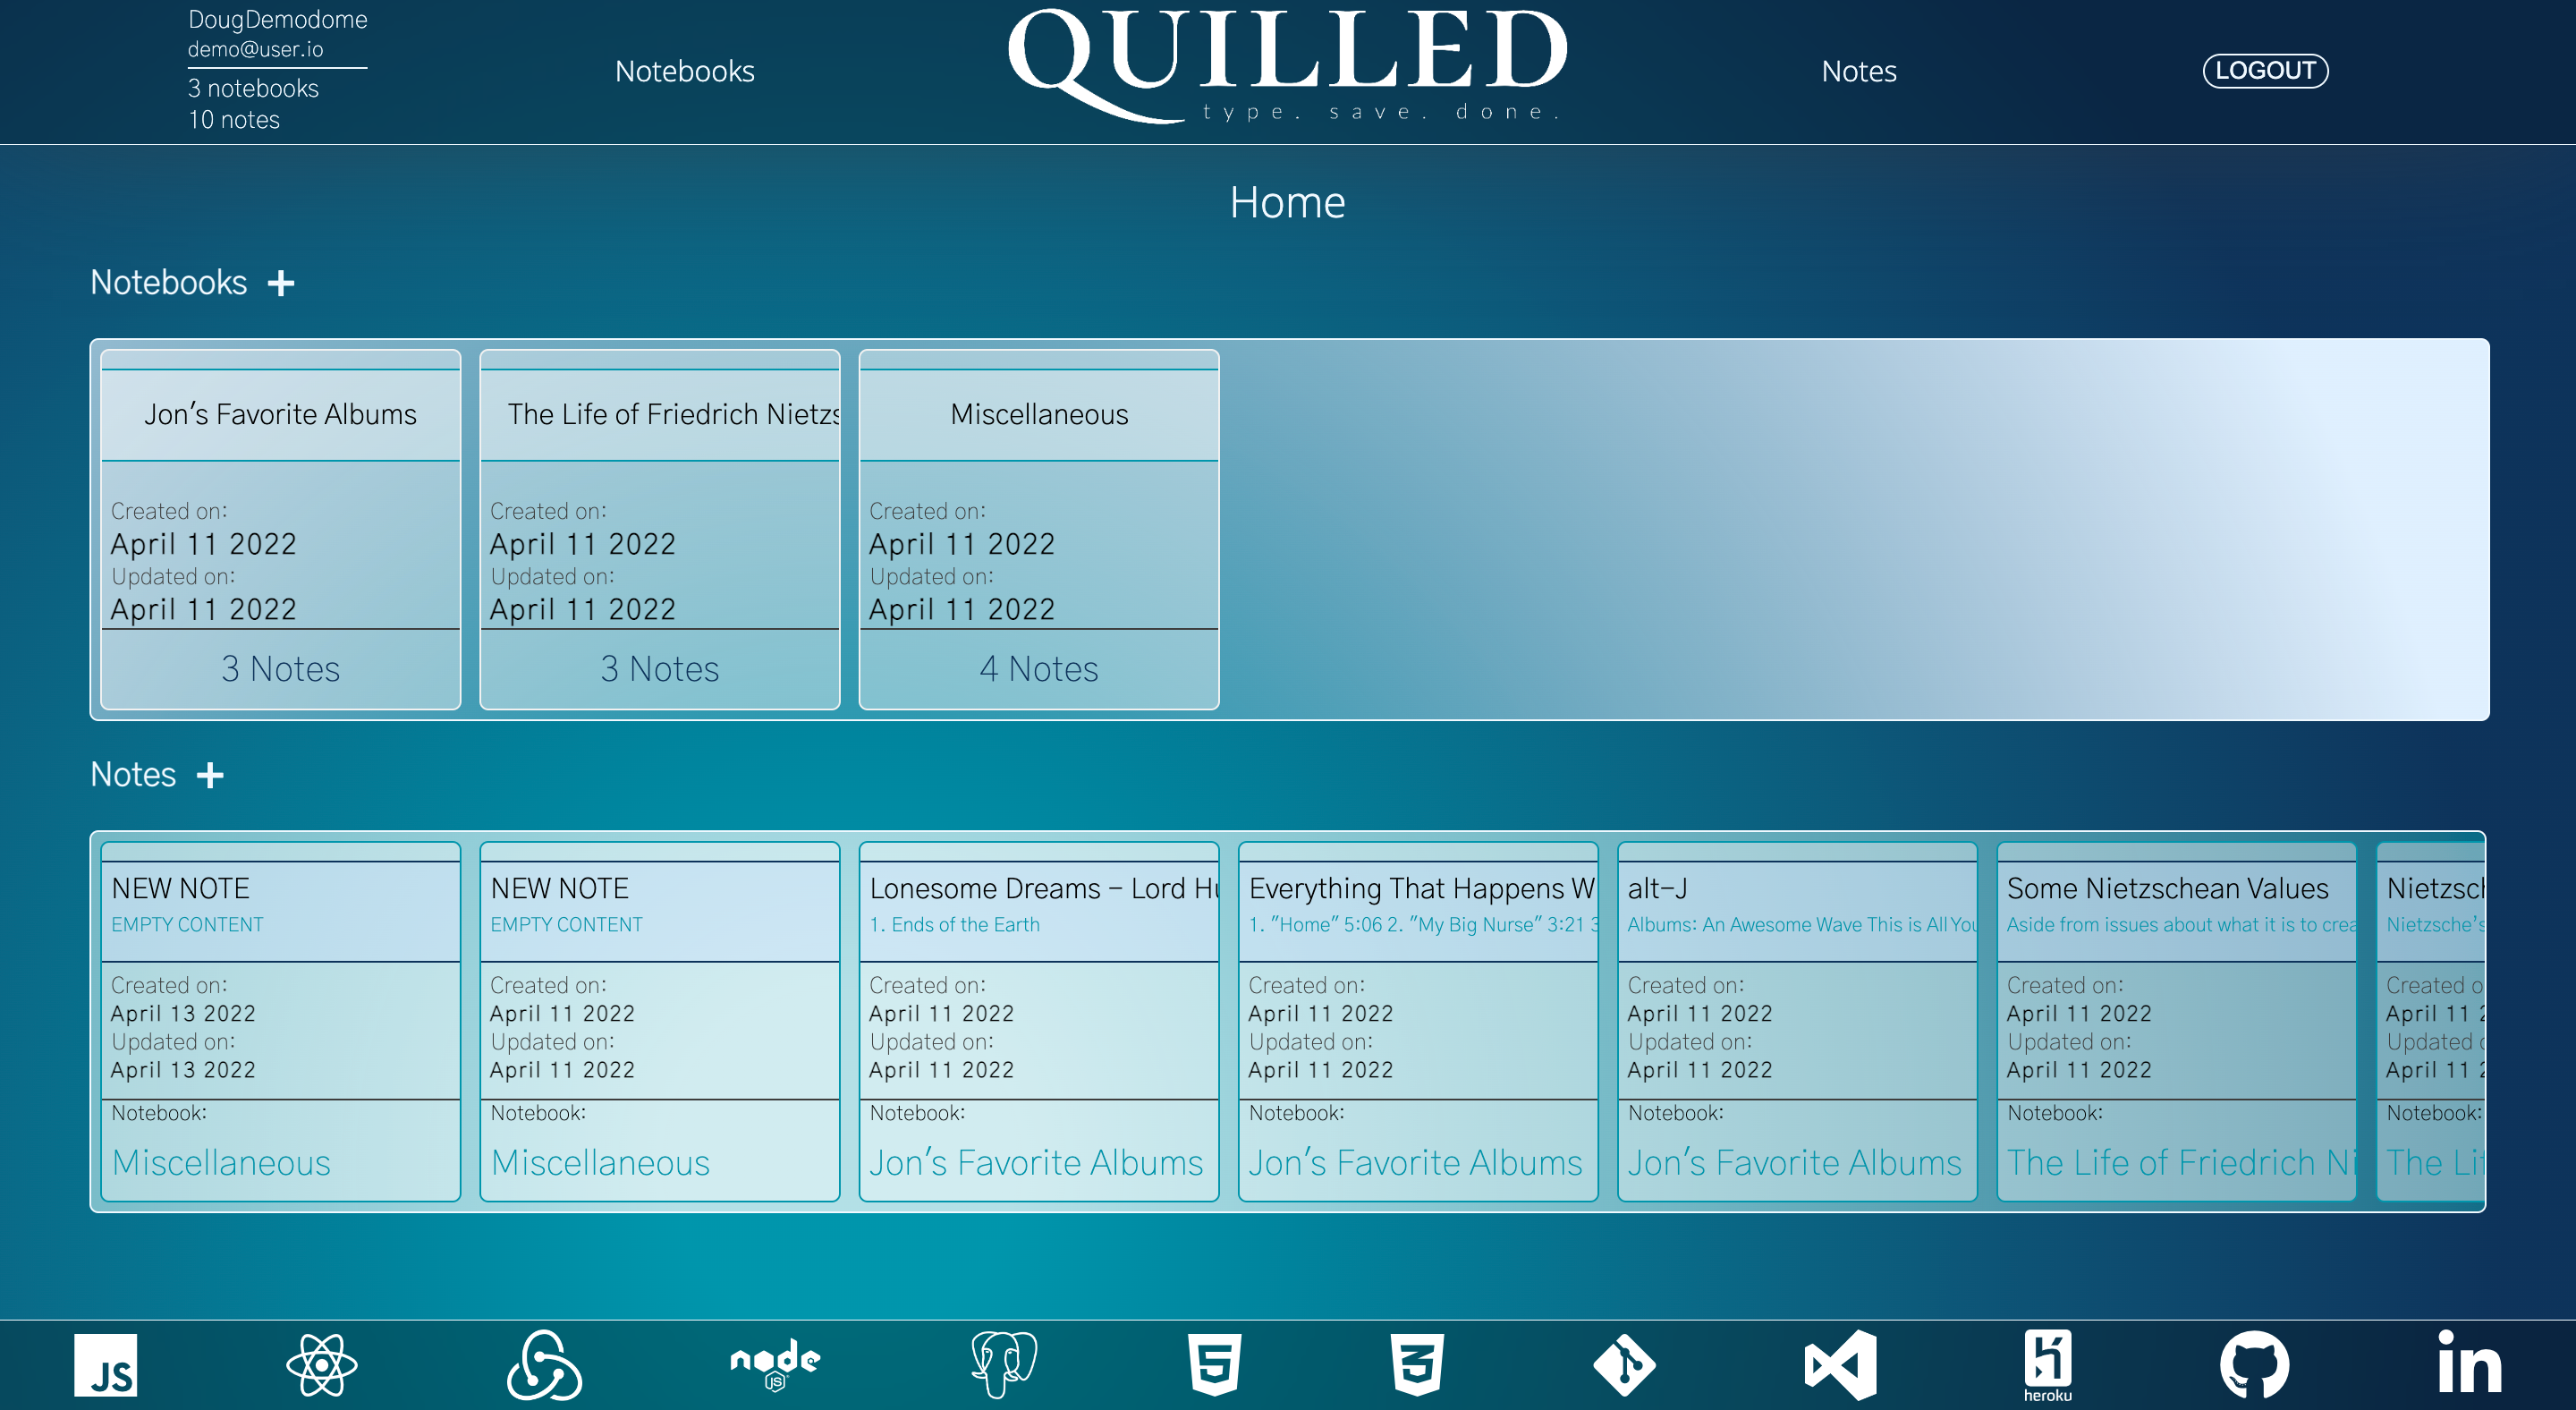 DougDemodome
demo@user.io
3 notebooks
10 notes
Notebooks
QUILLED
type. save. done.
Notes
LOGOUT
Home
Notebooks +
Jon's Favorite Albums
Created on:
April 11 2022
Updated on:
April 11 2022
3 Notes
The Life of Friedrich Nietzs
Created on:
April 11 2022
Updated on:
April 11 2022
3 Notes
Miscellaneous
Created on:
April 11 2022
Updated on:
April 11 2022
4 Notes
Notes +
NEW NOTE
EMPTY CONTENT
Created on:
April 13 2022
Updated on:
April 13 2022
Notebook:
Miscellaneous
NEW NOTE
EMPTY CONTENT
Created on:
April 11 2022
Updated on:
April 11 2022
Notebook:
Miscellaneous
Lonesome Dreams - Lord Hu
1. Ends of the Earth
Created on:
April 11 2022
Updated on:
April 11 2022
Notebook:
Jon's Favorite Albums
Everything That Happens W
1. "Home" 5:06 2. "My Big Nurse" 3:21 3
Created on:
April 11 2022
Updated on:
April 11 2022
Notebook:
Jon's Favorite Albums
alt-J
Albums: An Awesome Wave This is All You
Created on:
April 11 2022
Updated on:
April 11 2022
Notebook:
Jon's Favorite Albums
Some Nietzschean Values
Aside from issues about what it is to crea
Created on:
April 11 2022
Updated on:
April 11 2022
Notebook:
The Life of Friedrich Ni
Nietzsch
Nietzsche's
Created o
April 11 2
Updated o
April 11 2
Notebook:
The Lif
JS
node
JS
5
3
heroku
in